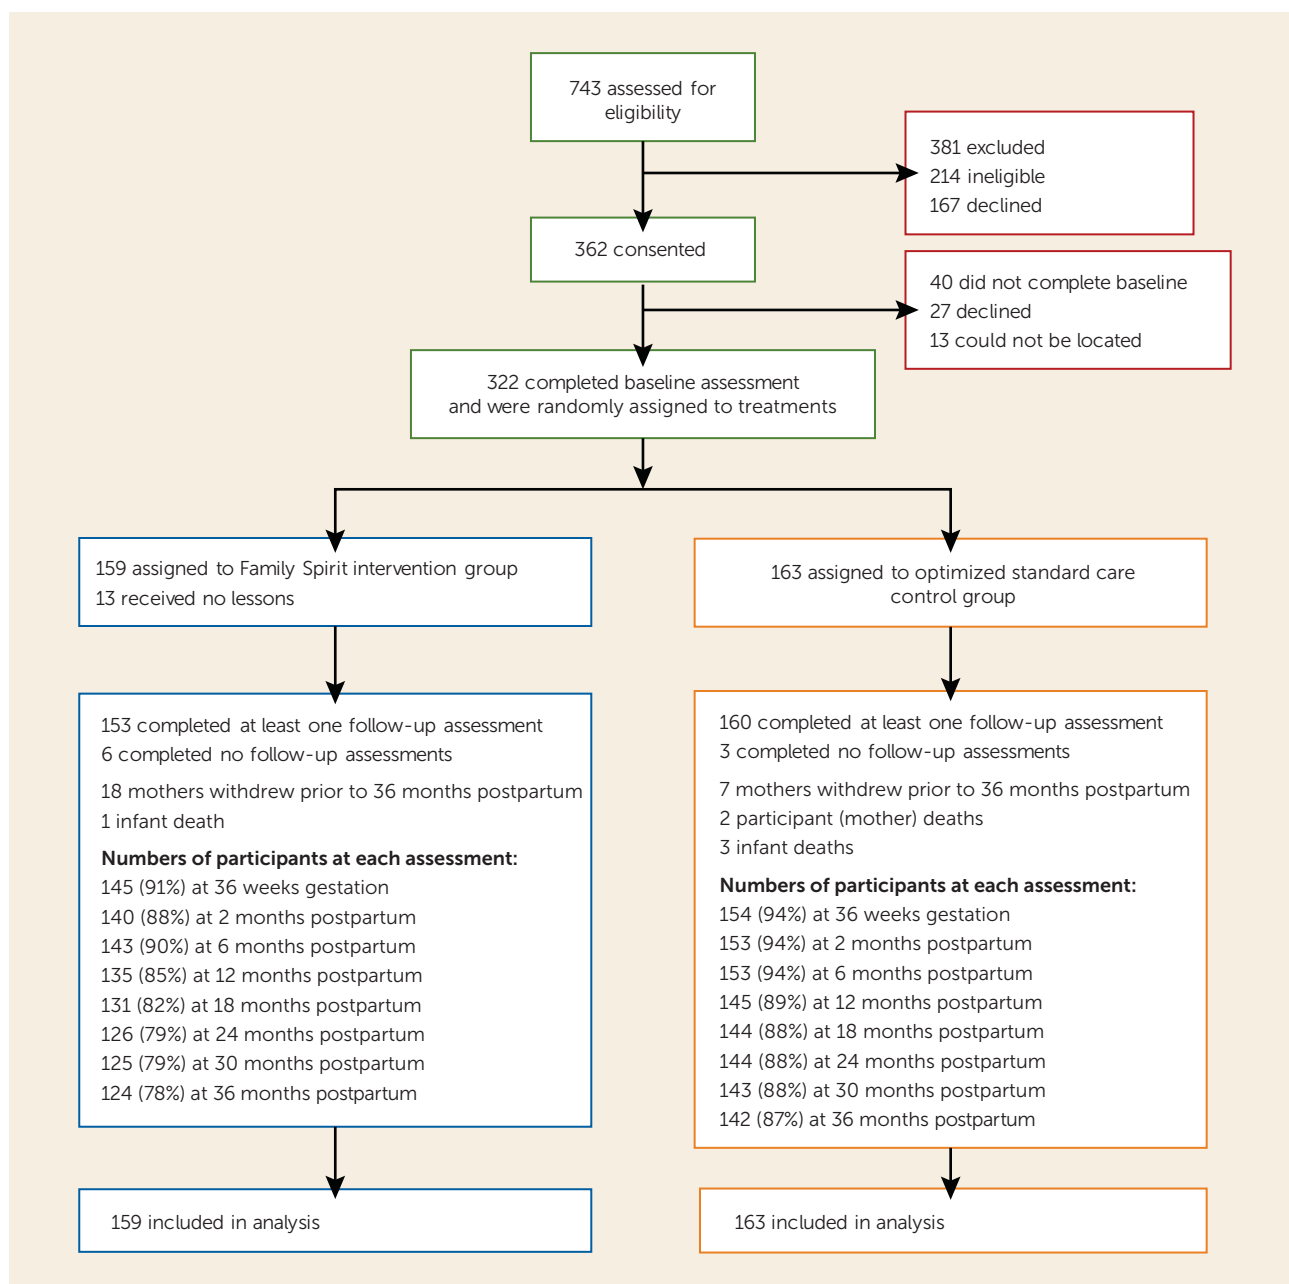 743 assessed for
eligibility
381 excluded
214 ineligible
167 declined
362 consented
40 did not complete baseline
27 declined
13 could not be located
322 completed baseline assessment
and were randomly assigned to treatments
159 assigned to Family Spirit intervention group
13 received no lessons
163 assigned to optimized standard care
control group
153 completed at least one follow-up assessment
6 completed no follow-up assessments
18 mothers withdrew prior to 36 months postpartum
1 infant death
Numbers of participants at each assessment:
145 (91%) at 36 weeks gestation
140 (88%) at 2 months postpartum
143 (90%) at 6 months postpartum
135 (85%) at 12 months postpartum
131 (82%) at 18 months postpartum
126 (79%) at 24 months postpartum
125 (79%) at 30 months postpartum
124 (78%) at 36 months postpartum
160 completed at least one follow-up assessment
3 completed no follow-up assessments
7 mothers withdrew prior to 36 months postpartum
2 participant (mother) deaths
3 infant deaths
Numbers of participants at each assessment:
154 (94%) at 36 weeks gestation
153 (94%) at 2 months postpartum
153 (94%) at 6 months postpartum
145 (89%) at 12 months postpartum
144 (88%) at 18 months postpartum
144 (88%) at 24 months postpartum
143 (88%) at 30 months postpartum
142 (87%) at 36 months postpartum
159 included in analysis
163 included in analysis